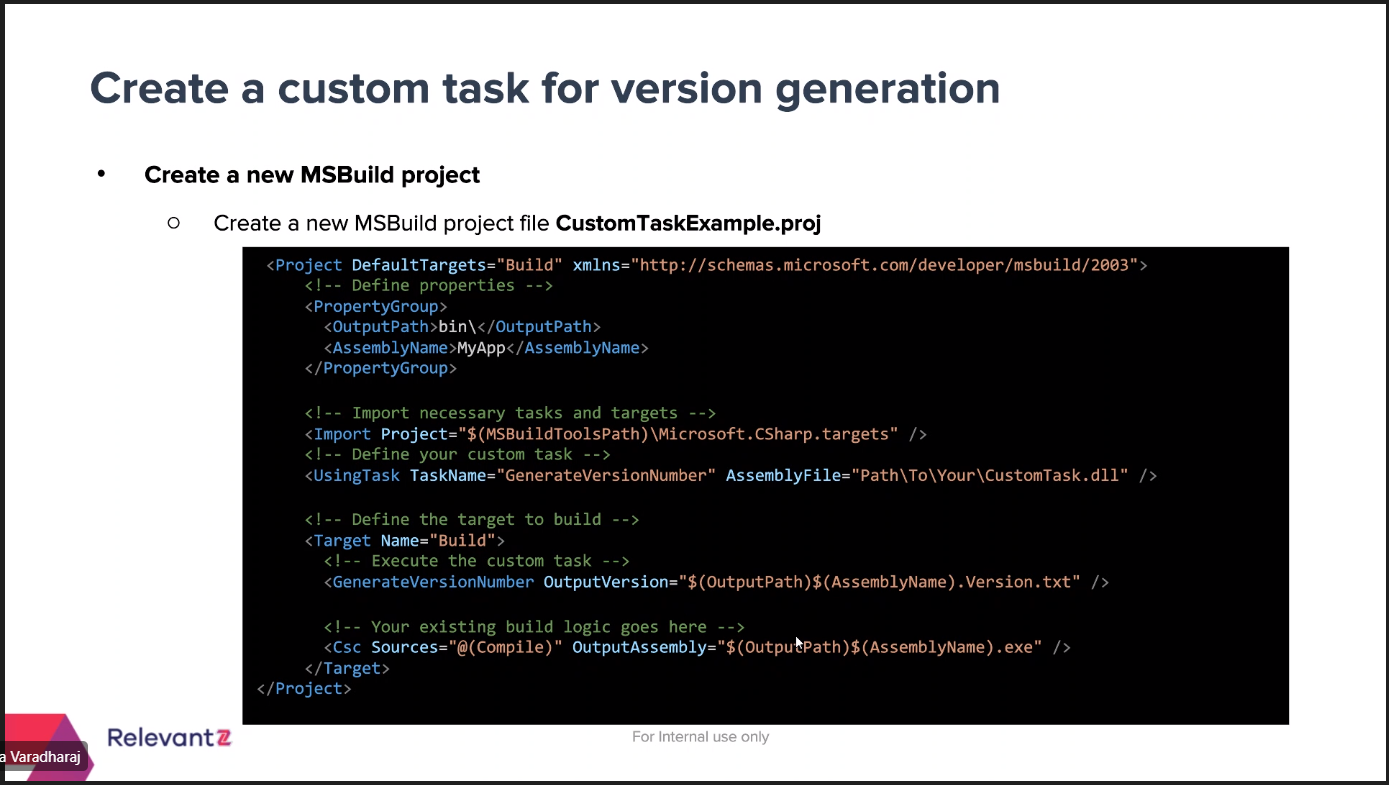 Create a custom task for version generation
• Create a new MSBuild project
○ Create a new MSBuild project file CustomTaskExample.proj
<Project DefaultTargets="Build" xmlns="http://schemas.microsoft.com/developer/msbuild/2003">
<!-- Define properties -->
<PropertyGroup>
<OutputPath>bin\</OutputPath>
<AssemblyName>MyApp</AssemblyName>
</PropertyGroup>
<!-- Import necessary tasks and targets -->
<Import Project="$(MSBuildToolsPath)\Microsoft.CSharp.targets" />
<!-- Define your custom task -->
<UsingTask TaskName="GenerateVersionNumber" AssemblyFile="Path\To\Your\CustomTask.dll" />
<!-- Define the target to build -->
<Target Name="Build">
<!-- Execute the custom task -->
<GenerateVersionNumber OutputVersion="$(OutputPath)$(AssemblyName).Version.txt" />
<!-- Your existing build logic goes here -->
<Csc Sources="@(Compile)" OutputAssembly="$(OutputPath)$(AssemblyName).exe" />
</Target>
</Project>
RelevantZ
For Internal use only
a Varadharaj